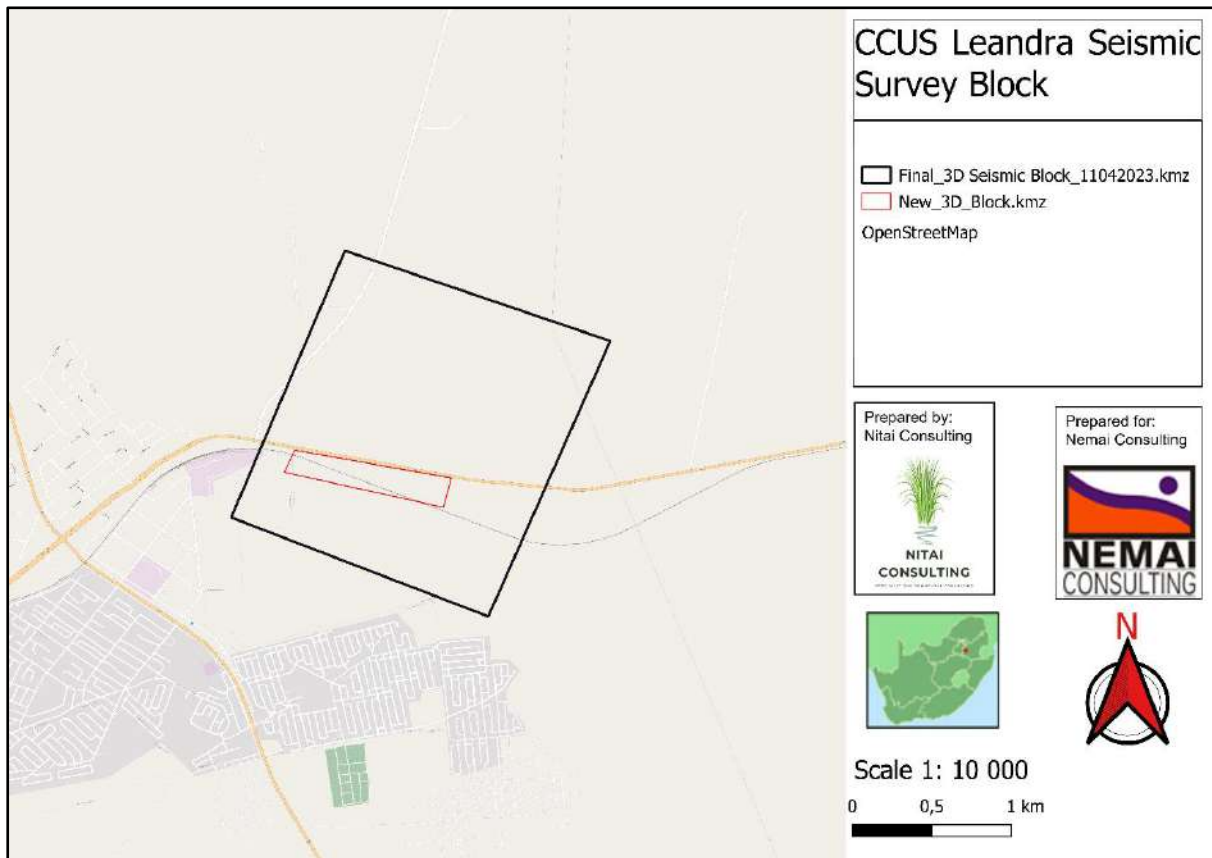 CCUS Leandra Seismic
Survey Block
Final_3D Seismic Block_11042023.kmz
New_3D_Block.kmz
OpenStreetMap
Prepared by:
Nitai Consulting
NITAI
CONSULTING
Prepared for:
Nemai Consulting
NEMAI
CONSULTING
N
Scale 1: 10 000
0 0,5 1 km